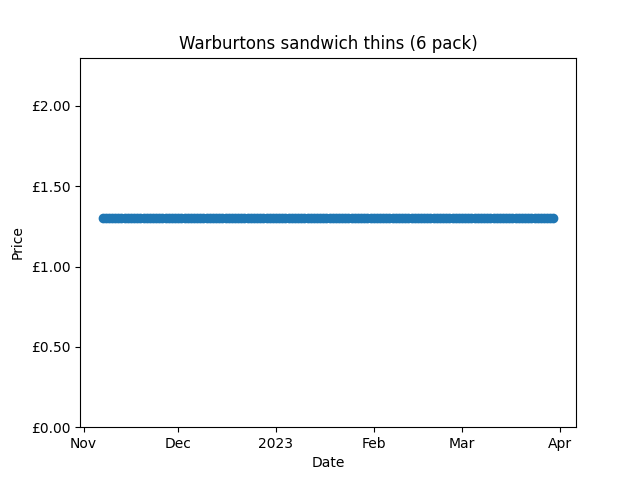 Warburtons sandwich thins (6 pack)
£2.00
£1.50
£1.00
£0.50
£0.00
Price
Nov Dec 2023 Feb Mar Apr
Date